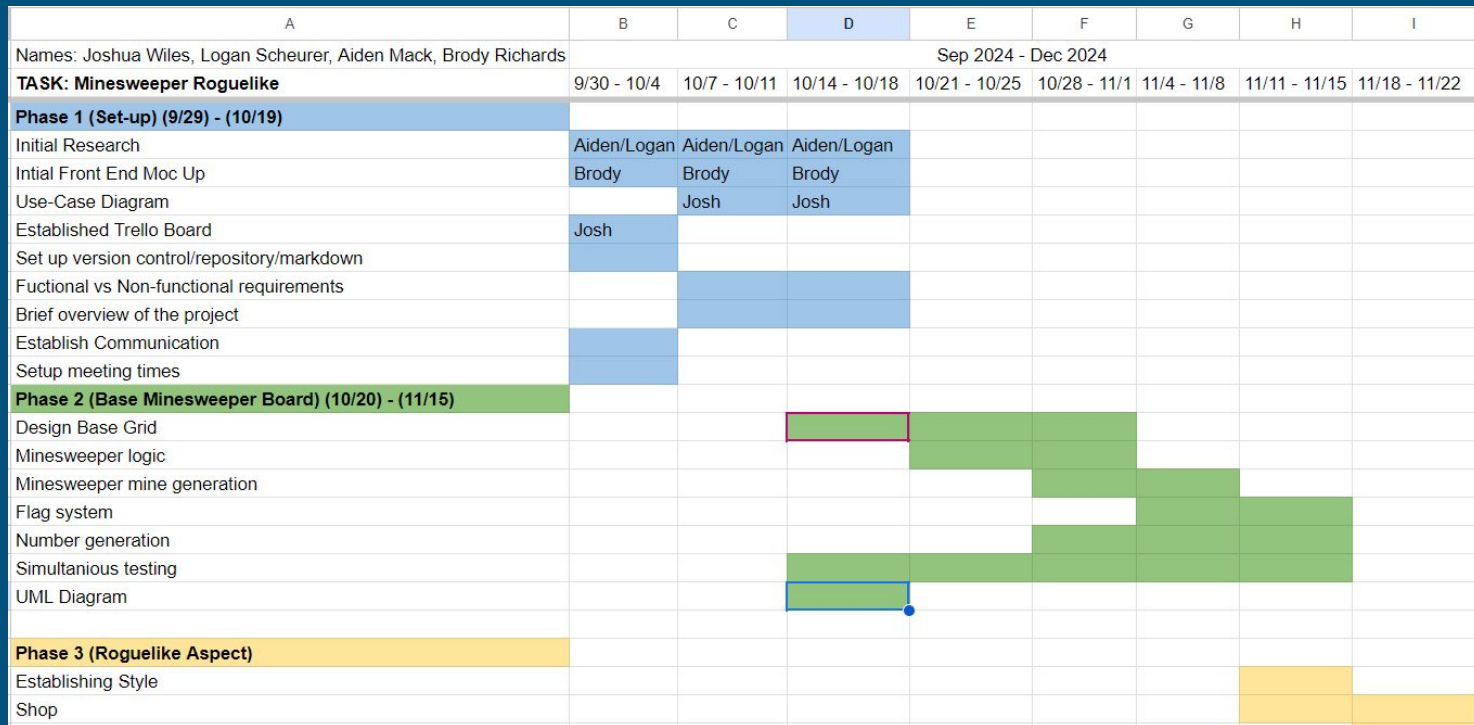 A B C D E F G H I
Names: Joshua Wiles, Logan Scheurer, Aiden Mack, Brody Richards Sep 2024 - Dec 2024
TASK: Minesweeper Roguelike 9/30 - 10/4 10/7 - 10/11 10/14 - 10/18 10/21 - 10/25 10/28 - 11/1 11/4 - 11/8 11/11 - 11/15 11/18 - 11/22
Phase 1 (Set-up) (9/29) - (10/19)
Initial Research Aiden/Logan Aiden/Logan Aiden/Logan
Intial Front End Moc Up Brody Brody Brody
Use-Case Diagram Josh Josh
Established Trello Board Josh
Set up version control/repository/markdown
Fuctional vs Non-functional requirements
Brief overview of the project
Establish Communication
Setup meeting times
Phase 2 (Base Minesweeper Board) (10/20) - (11/15)
Design Base Grid
Minesweeper logic
Minesweeper mine generation
Flag system
Number generation
Simultanious testing
UML Diagram
Phase 3 (Roguelike Aspect)
Establishing Style
Shop